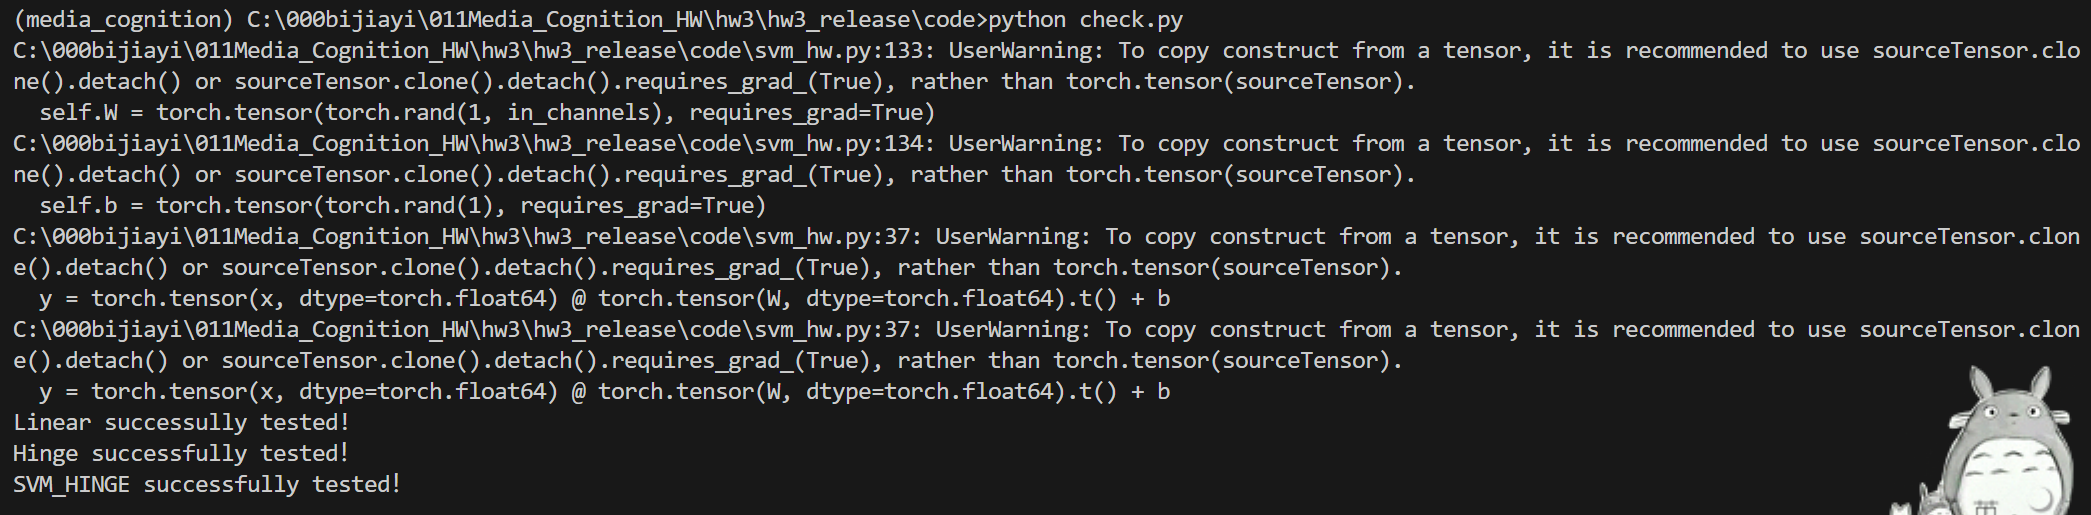 (media_cognition) C:\000bijiayi\011Media_Cognition_HW\hw3\hw3_release\code>python check.py
C:\000bijiayi\011Media_Cognition_HW\hw3\hw3_release\code\svm_hw.py:133: UserWarning: To copy construct from a tensor, it is recommended to use sourceTensor.clo
ne().detach() or sourceTensor.clone().detach().requires_grad_(True), rather than torch.tensor(sourceTensor).
  self.W = torch.tensor(torch.rand(1, in_channels), requires_grad=True)
C:\000bijiayi\011Media_Cognition_HW\hw3\hw3_release\code\svm_hw.py:134: UserWarning: To copy construct from a tensor, it is recommended to use sourceTensor.clo
ne().detach() or sourceTensor.clone().detach().requires_grad_(True), rather than torch.tensor(sourceTensor).
  self.b = torch.tensor(torch.rand(1), requires_grad=True)
C:\000bijiayi\011Media_Cognition_HW\hw3\hw3_release\code\svm_hw.py:37: UserWarning: To copy construct from a tensor, it is recommended to use sourceTensor.clon
e().detach() or sourceTensor.clone().detach().requires_grad_(True), rather than torch.tensor(sourceTensor).
  y = torch.tensor(x, dtype=torch.float64) @ torch.tensor(W, dtype=torch.float64).t() + b
C:\000bijiayi\011Media_Cognition_HW\hw3\hw3_release\code\svm_hw.py:37: UserWarning: To copy construct from a tensor, it is recommended to use sourceTensor.clon
e().detach() or sourceTensor.clone().detach().requires_grad_(True), rather than torch.tensor(sourceTensor).
  y = torch.tensor(x, dtype=torch.float64) @ torch.tensor(W, dtype=torch.float64).t() + b
Linear successully tested!
Hinge successfully tested!
SVM_HINGE successfully tested!